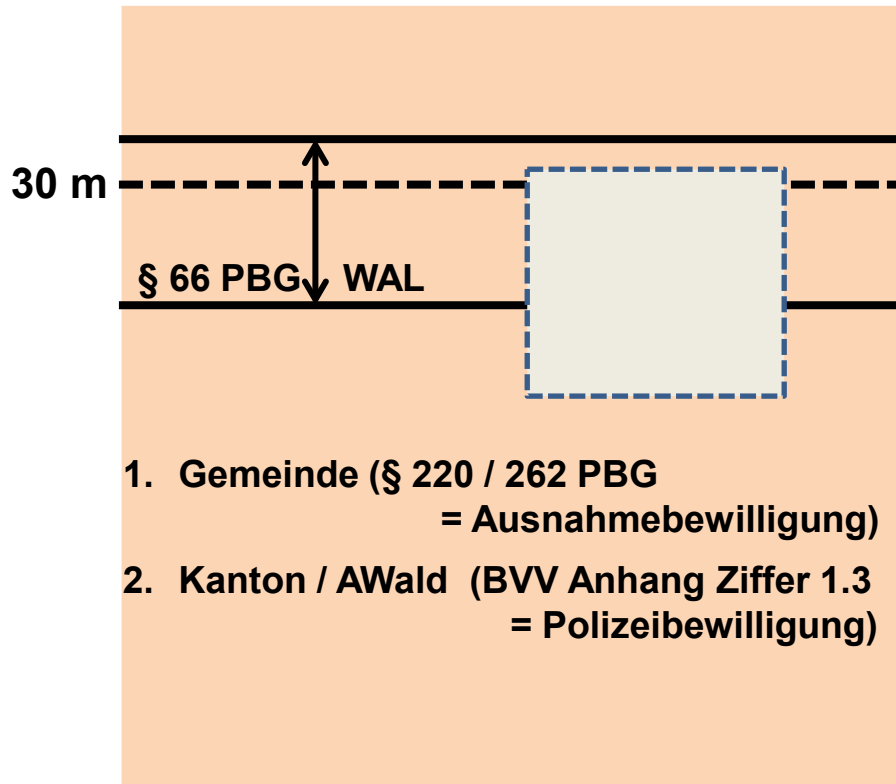 30 m
§ 66 PBG WAL
1. Gemeinde (§ 220 / 262 PBG
= Ausnahmebewilligung)
2. Kanton / AWald (BVV Anhang Ziffer 1.3
= Polizeibewilligung)